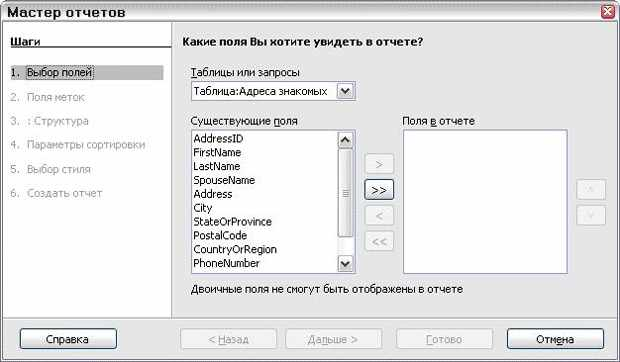 Мастер отчетов
Шаги
1. Выбор полей
2. Поля меток
3. : Структура
4. Параметры сортировки
5. Выбор стиля
6. Создать отчет
Какие поля Вы хотите увидеть в отчете?
Таблицы или запросы
Таблица:Адреса знакомых
Существующие поля
AddressID
FirstName
LastName
SpouseName
Address
City
StateOrProvince
PostalCode
CountryOrRegion
PhoneNumber
>
>>
<
<<
Поля в отчете
Двоичные поля не смогут быть отображены в отчете
Справка
< Назад
Дальше >
Готово
Отмена